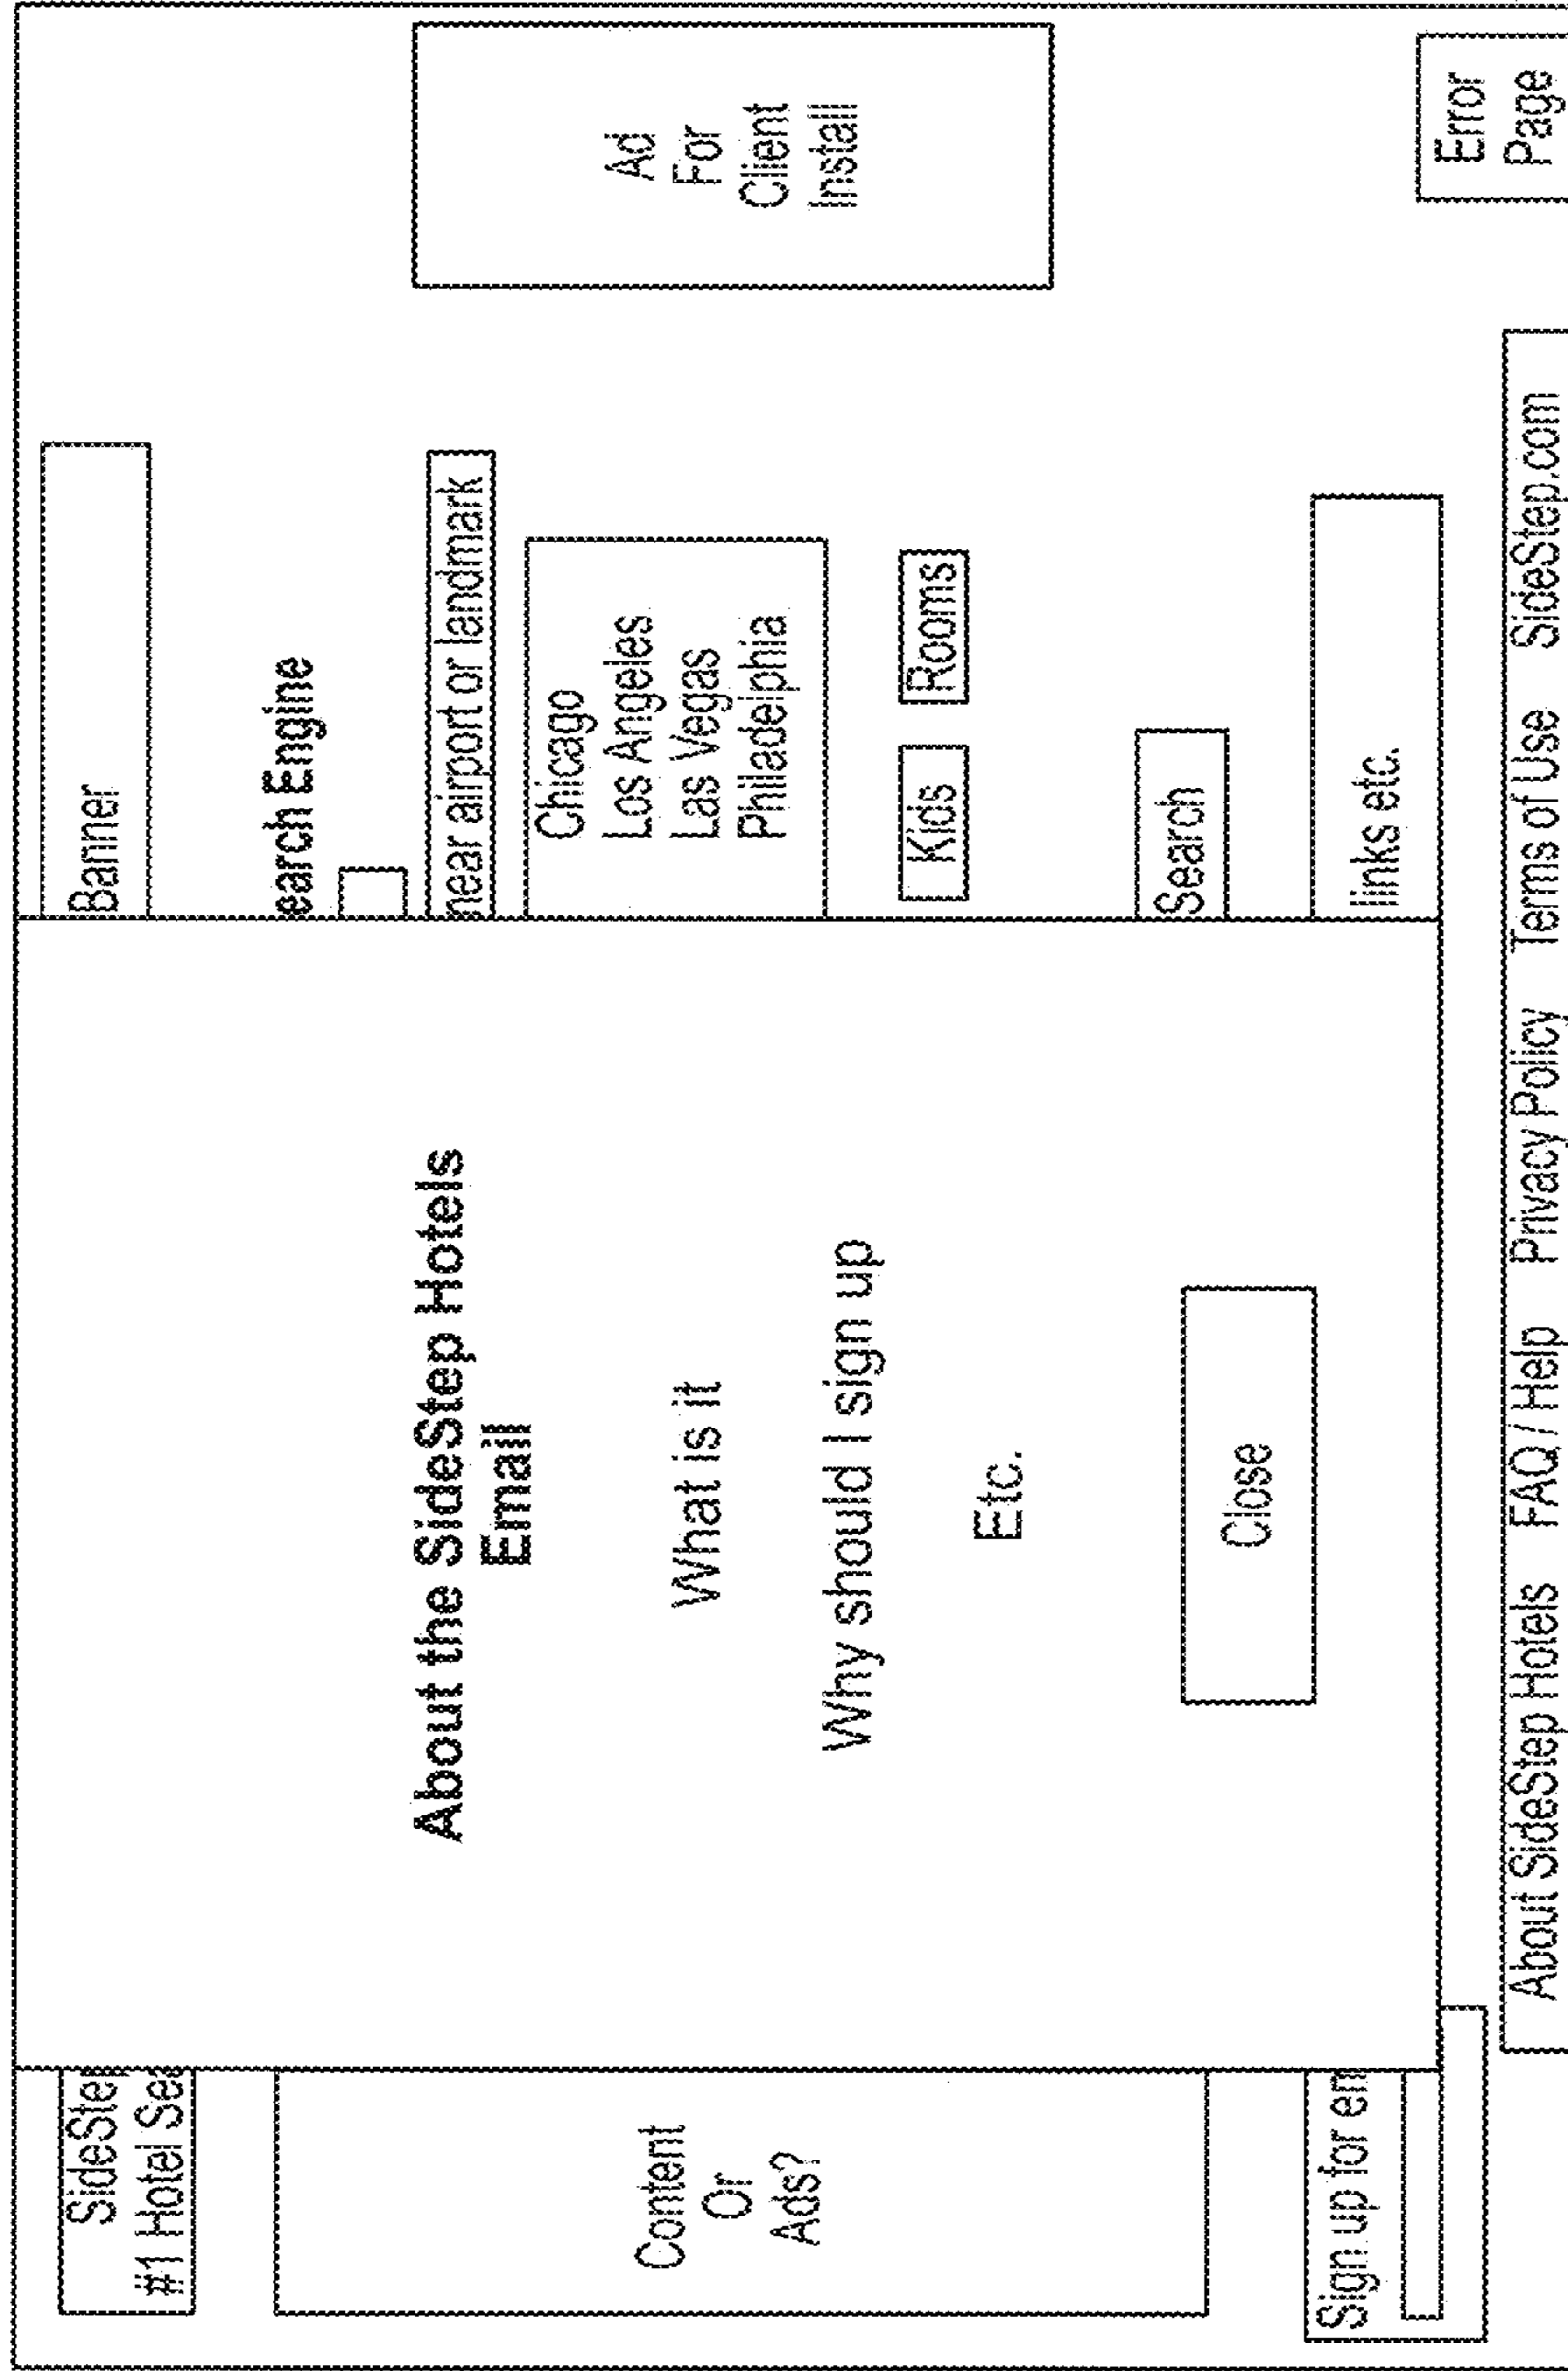 SideStep
#1 Hotel Sea
Banner
earch Engine
near airport or landmark
Content
Or
Ads?
About the SideStep Hotels
Email
What is it
Why should I sign up
Etc.
Close
Chicago
Los Angeles
Las Vegas
Philadelphia
Kids Rooms
Search
links etc.
Ad
For
Client
Install
Sign up for em
Error
Page
About SideStep Hotels FAQ / Help Privacy Policy Terms of Use SideStep.com